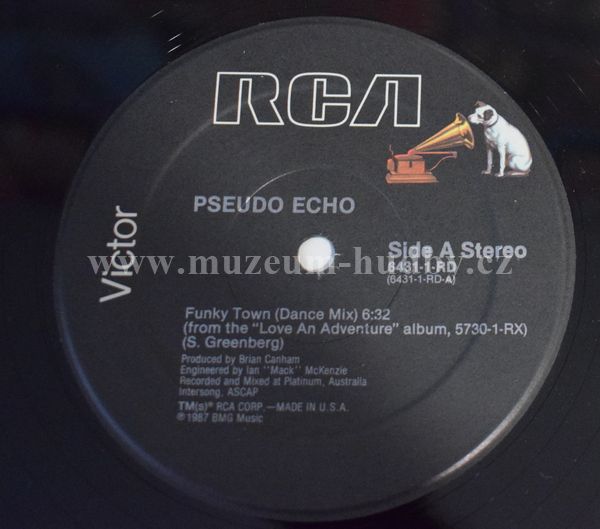 RCA
Victor
PSEUDO ECHO
Side A Stereo
6431-1-RD
(6431-1-RD-A)
www.muzeum-hudby.cz
Funky Town (Dance Mix) 6:32
(from the "Love An Adventure" album, 5730-1-RX)
(S. Greenberg)
Produced by Brian Canham
Engineered by Ian "Mack" McKenzie
Recorded and Mixed at Platinum, Australia
Intersong, ASCAP
TM(s)® RCA CORP.—MADE IN U.S.A.
℗1987 BMG Music